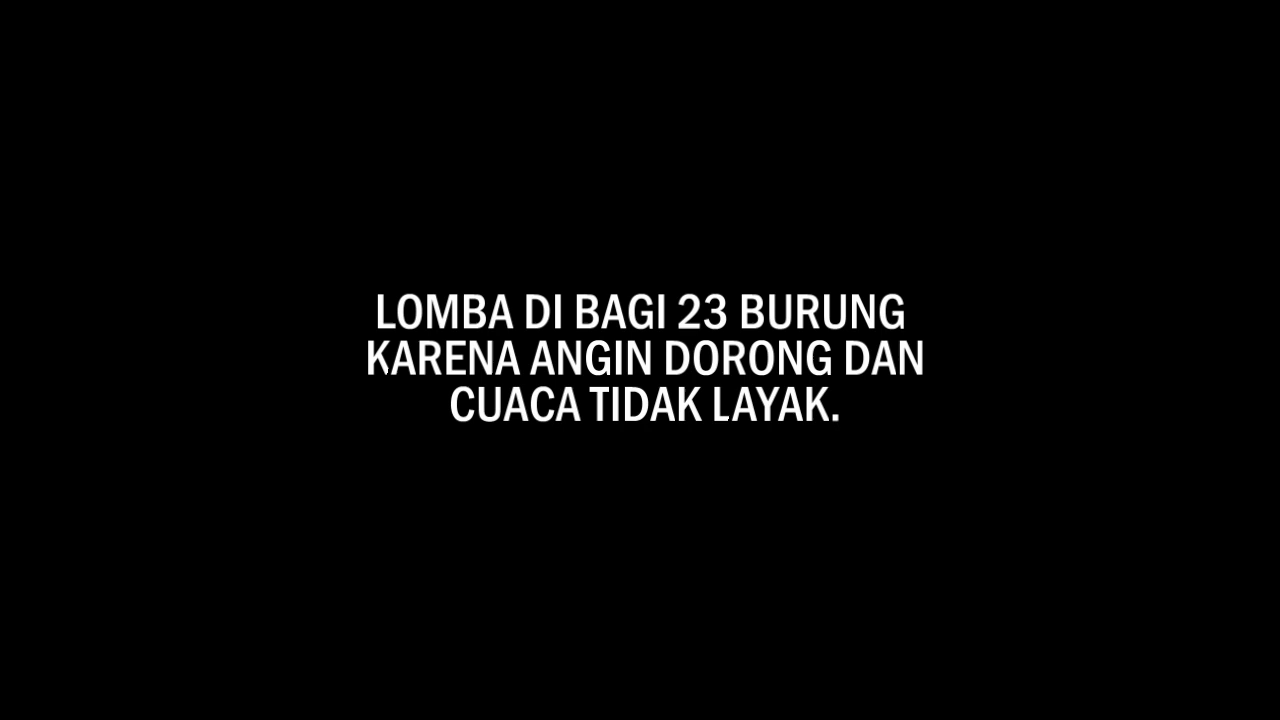 LOMBA DI BAGI 23 BURUNG
KARENA ANGIN DORONG DAN
CUACA TIDAK LAYAK.